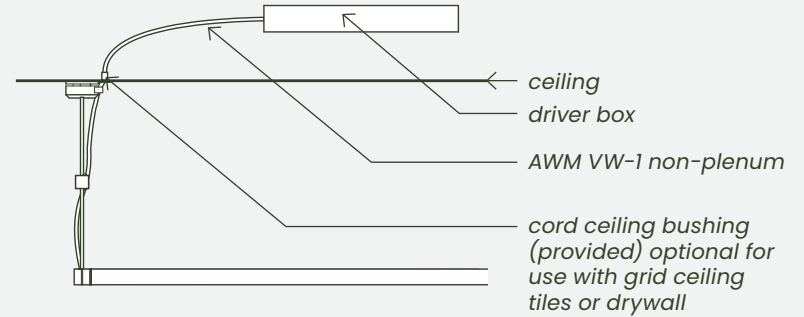 ceiling
driver box
AWM VW-1 non-plenum
cord ceiling bushing
(provided) optional for
use with grid ceiling
tiles or drywall